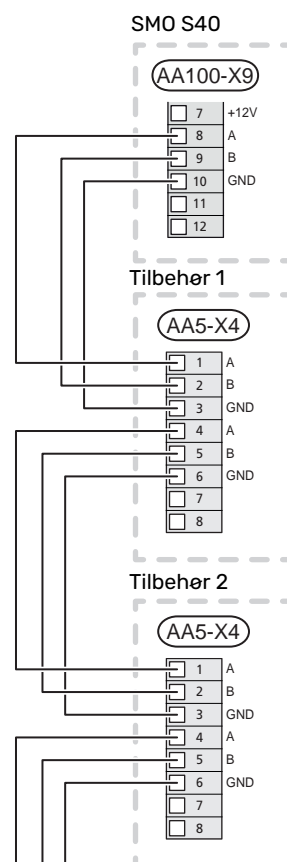 SMO S40
AA100-X9
7 +12V
8 A
9 B
10 GND
11
12
Tilbehør 1
AA5-X4
1 A
2 B
3 GND
4 A
5 B
6 GND
7
8
Tilbehør 2
AA5-X4
1 A
2 B
3 GND
4 A
5 B
6 GND
7
8